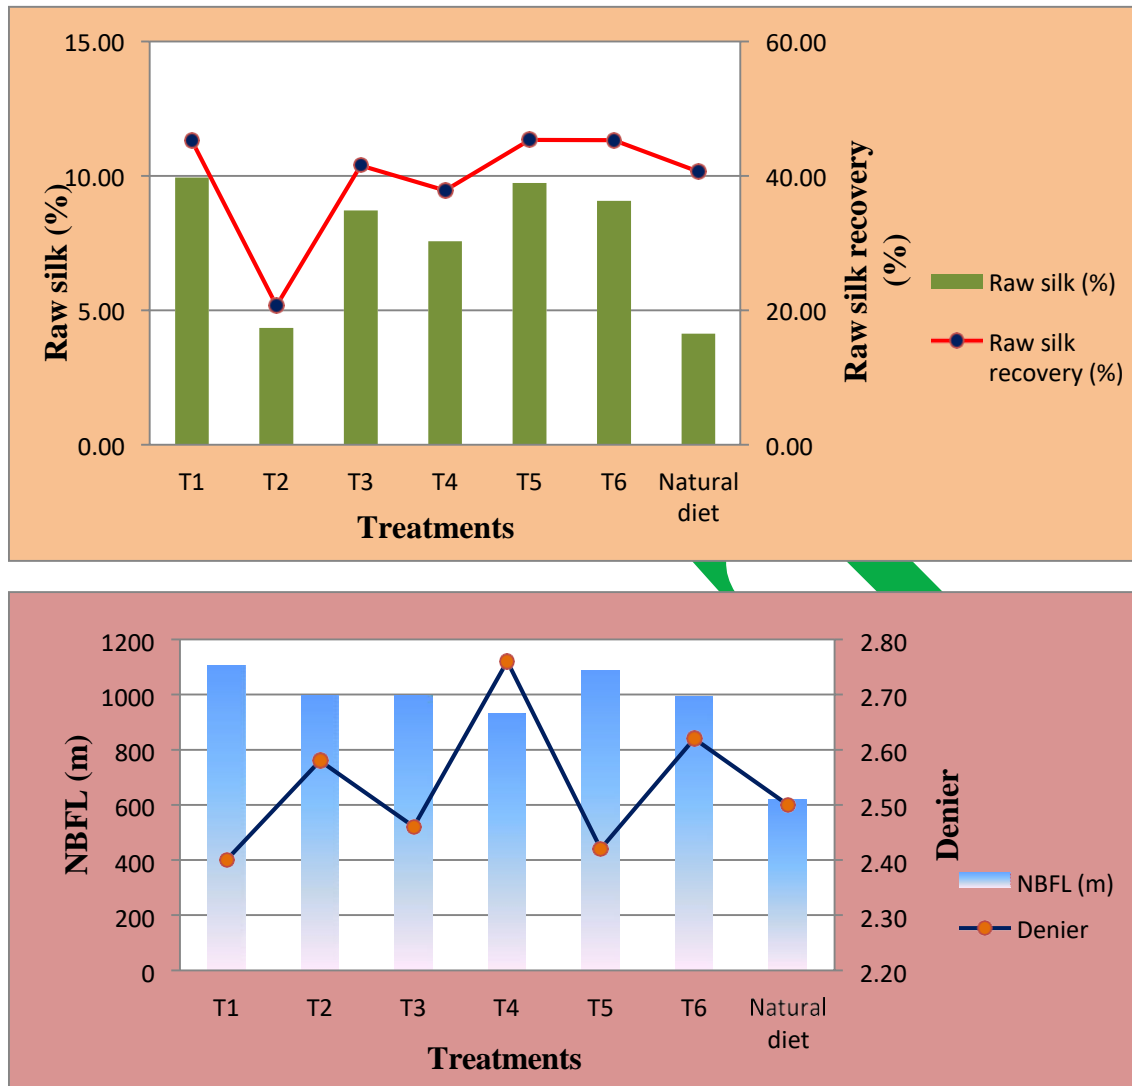 15.00
10.00
5.00
0.00
Raw silk (%)
60.00
40.00
20.00
0.00
Raw silk recovery
(%)
T1 T2 T3 T4 T5 T6 Natural
diet
Treatments
Raw silk (%)
Raw silk
recovery (%)
1200
1000
800
600
400
200
0
NBFL (m)
2.80
2.70
2.60
2.50
2.40
2.30
2.20
Denier
T1 T2 T3 T4 T5 T6 Natural
diet
Treatments
NBFL (m)
Denier